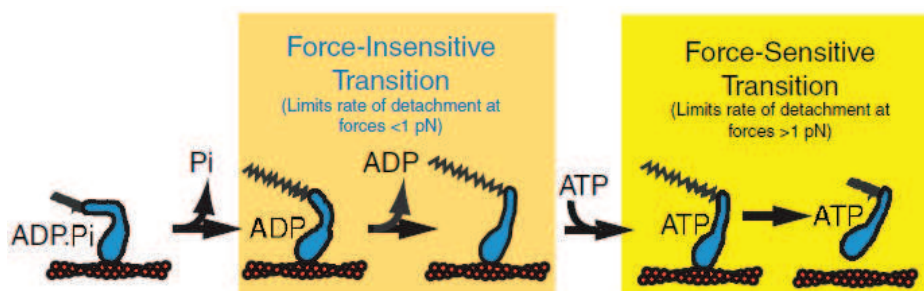 Force-Insensitive
Transition
(Limits rate of detachment at
forces <1 pN)
Force-Sensitive
Transition
(Limits rate of detachment at
forces >1 pN)
Pi
ADP
ATP
ADP.Pi
ADP
ATP
ATP